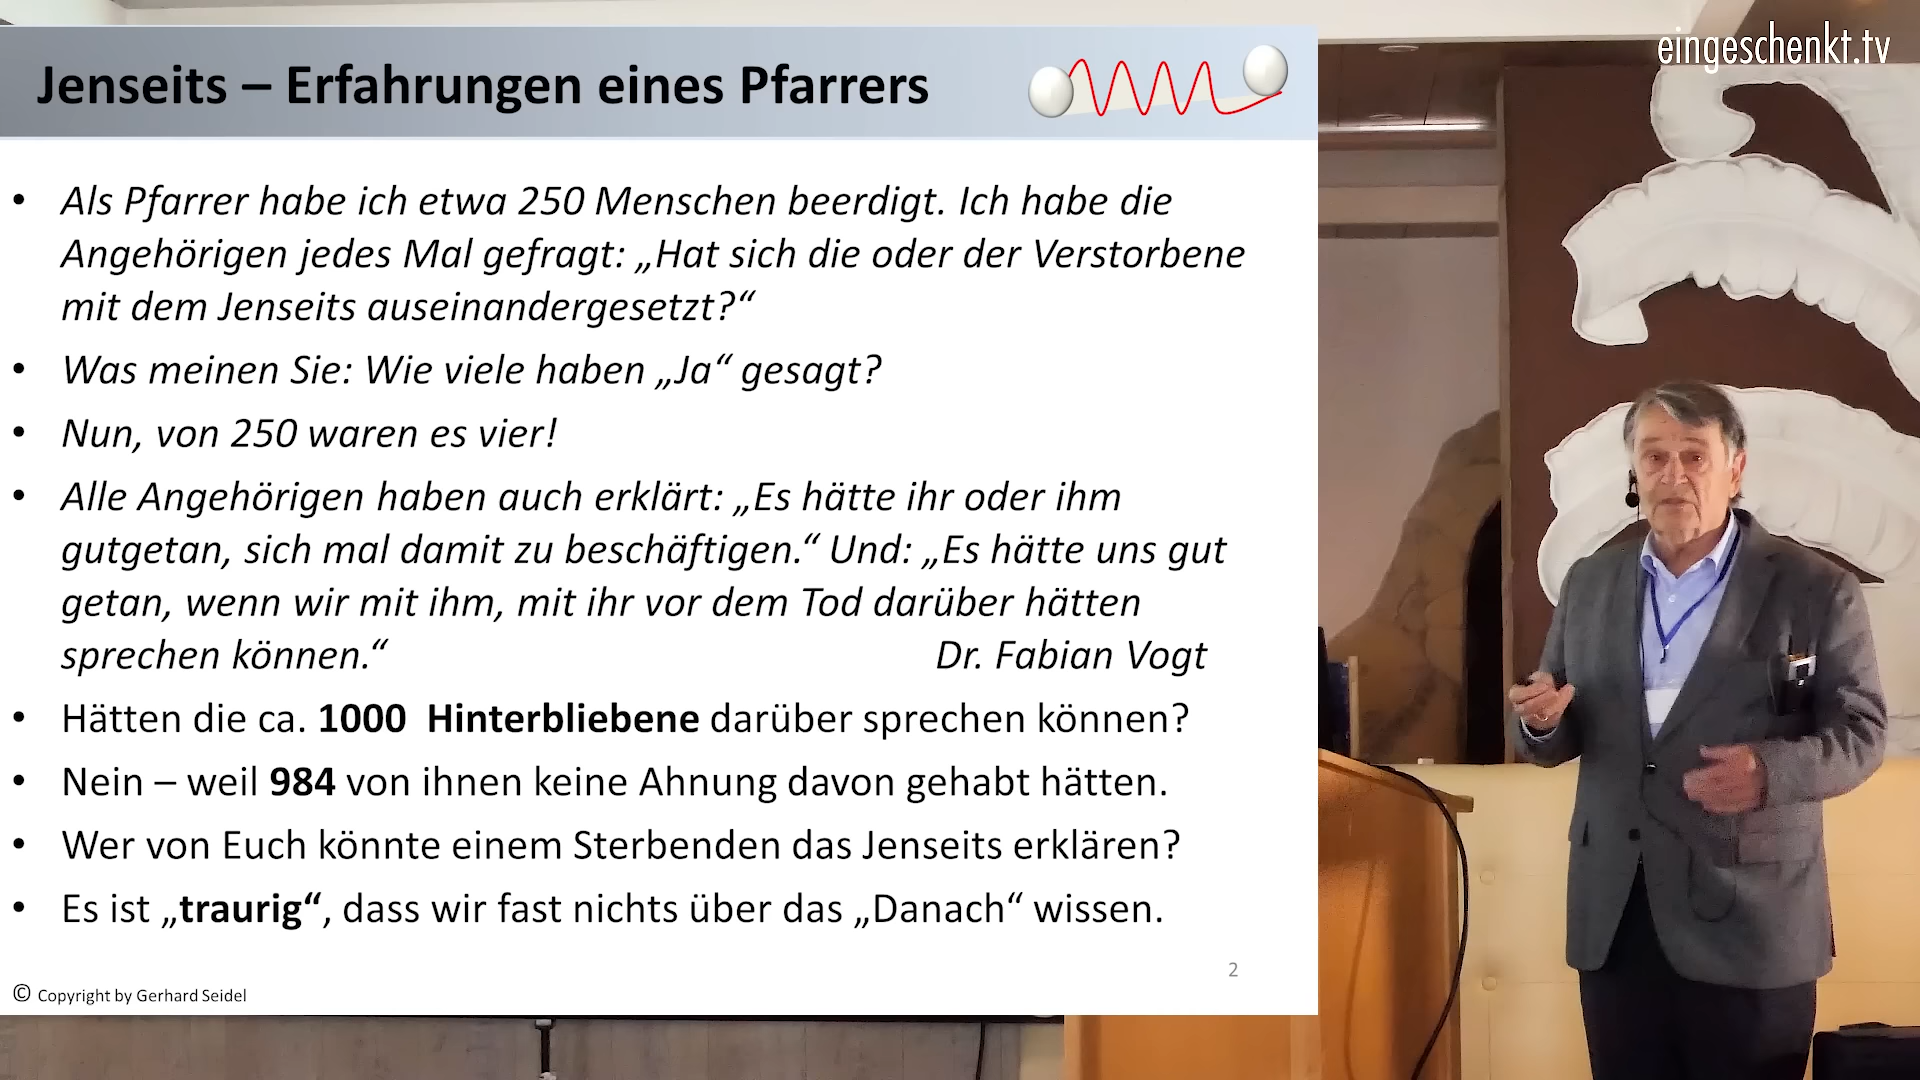 eingeschenkt.tv
Jenseits – Erfahrungen eines Pfarrers
• Als Pfarrer habe ich etwa 250 Menschen beerdigt. Ich habe die
Angehörigen jedes Mal gefragt: „Hat sich die oder der Verstorbene
mit dem Jenseits auseinandergesetzt?“
• Was meinen Sie: Wie viele haben „Ja“ gesagt?
• Nun, von 250 waren es vier!
• Alle Angehörigen haben auch erklärt: „Es hätte ihr oder ihm
gutgetan, sich mal damit zu beschäftigen.“ Und: „Es hätte uns gut
getan, wenn wir mit ihm, mit ihr vor dem Tod darüber hätten
sprechen können.“ Dr. Fabian Vogt
• Hätten die ca. 1000 Hinterbliebene darüber sprechen können?
• Nein – weil 984 von ihnen keine Ahnung davon gehabt hätten.
• Wer von Euch könnte einem Sterbenden das Jenseits erklären?
• Es ist „traurig“, dass wir fast nichts über das „Danach“ wissen.
2
© Copyright by Gerhard Seidel